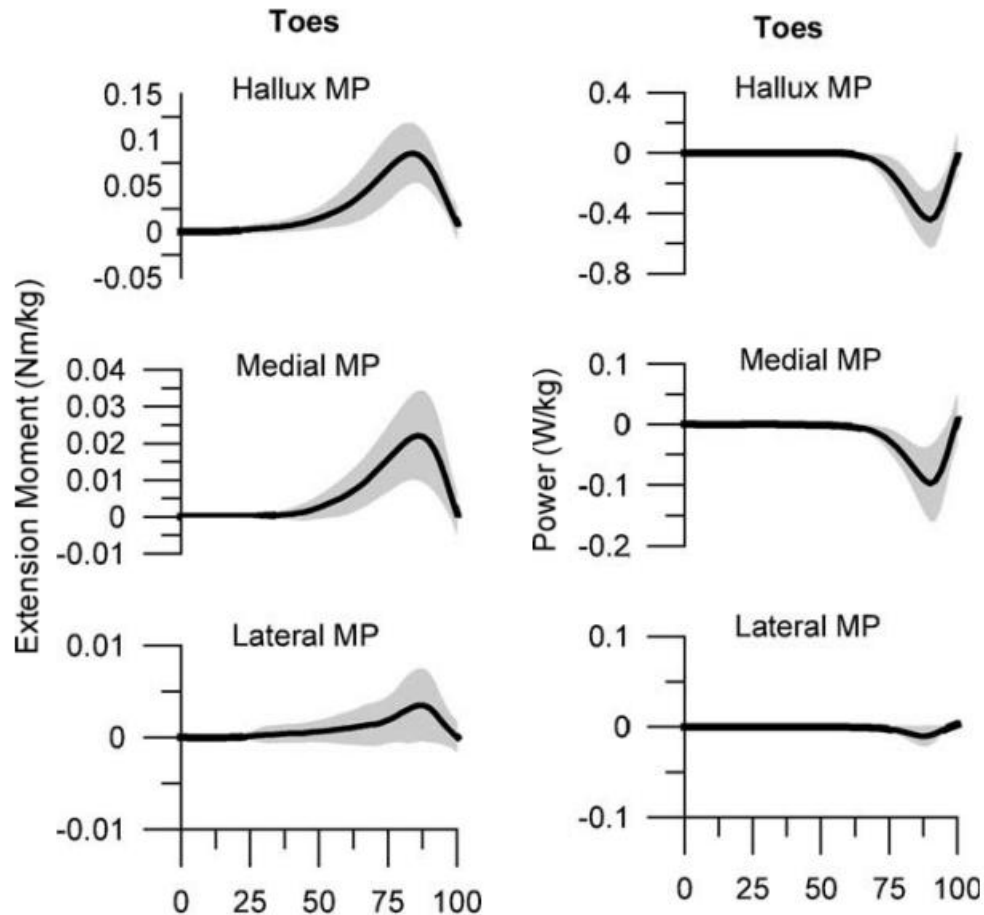 Toes
Hallux MP
0.15
0.1
0.05
0
-0.05
Medial MP
0.04
0.03
0.02
0.01
0
-0.01
Lateral MP
0.01
0
-0.01
0 25 50 75 100
Extension Moment (Nm/kg)
Toes
Hallux MP
0.4
0
-0.4
-0.8
Medial MP
0.1
0
-0.1
-0.2
Lateral MP
0.1
0
-0.1
0 25 50 75 100
Power (W/kg)